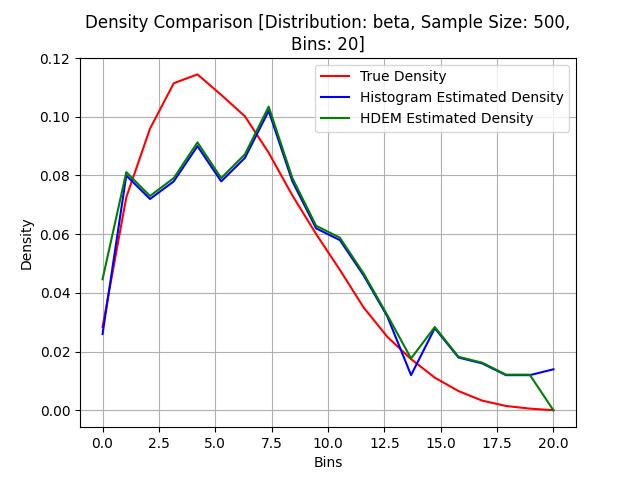 Density Comparison [Distribution: beta, Sample Size: 500,
Bins: 20]
0.12
0.10
0.08
0.06
0.04
0.02
0.00
Density
True Density
Histogram Estimated Density
HDEM Estimated Density
0.0 2.5 5.0 7.5 10.0 12.5 15.0 17.5 20.0
Bins